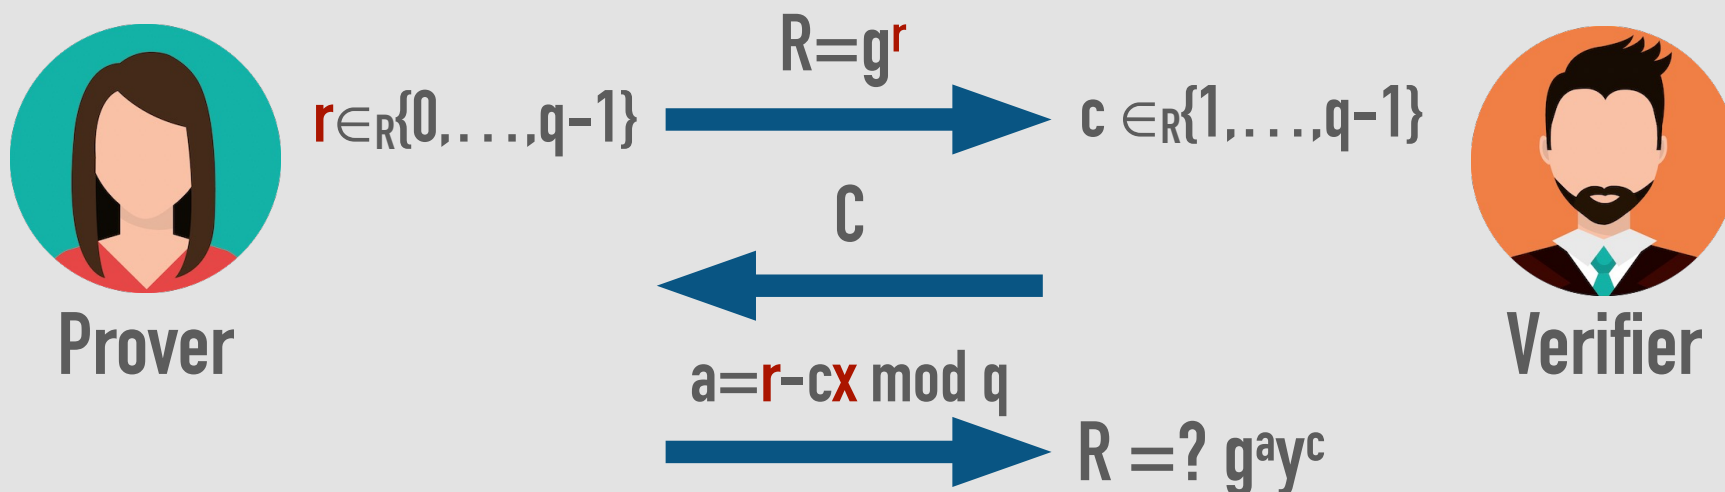 R=gʳ
r∈ᵣ{0,...,q-1}
c ∈ᵣ{1,...,q-1}
C
Prover
Verifier
a=r-cx mod q
R =? gᵃyᶜ